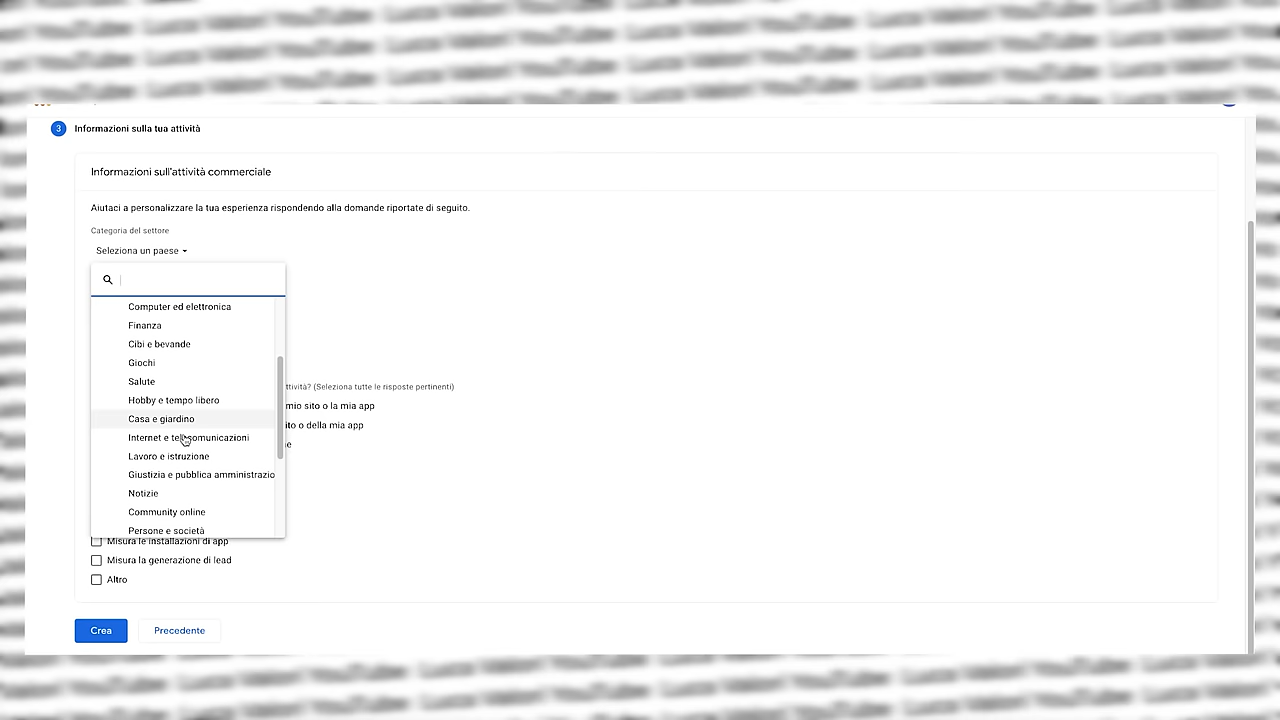 3 Informazioni sulla tua attività
Informazioni sull'attività commerciale
Aiutaci a personalizzare la tua esperienza rispondendo alla domande riportate di seguito.
Categoria del settore
Seleziona un paese
Computer ed elettronica
Finanza
Cibi e bevande
Giochi
Salute
ttività? (Seleziona tutte le risposte pertinenti)
Hobby e tempo libero
mio sito o la mia app
Casa e giardino
ito o della mia app
Internet e telecomunicazioni
ne
Lavoro e istruzione
Giustizia e pubblica amministrazio
Notizie
Community online
Persone e società
Misura le installazioni di app
Misura la generazione di lead
Altro
Crea
Precedente